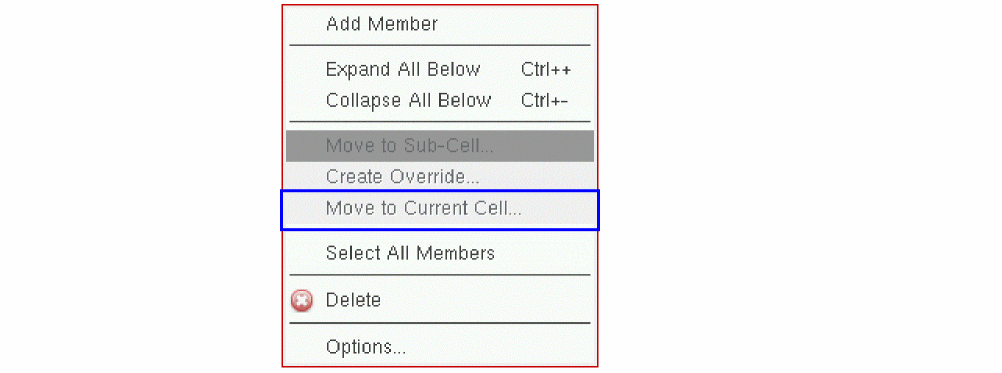 Add Member
Expand All Below Ctrl++
Collapse All Below Ctrl+-
Move to Sub-Cell...
Create Override...
Move to Current Cell...
Select All Members
Delete
Options...